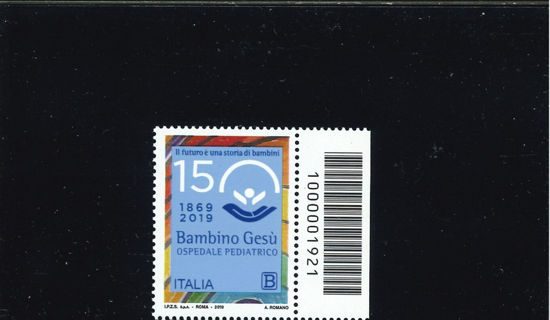 Il futuro è una storia di bambini
150
1869
2019
Bambino Gesù
OSPEDALE PEDIATRICO
ITALIA B
I.P.Z.S. S.p.A. - ROMA - 2019 A. ROMANO
1000001921